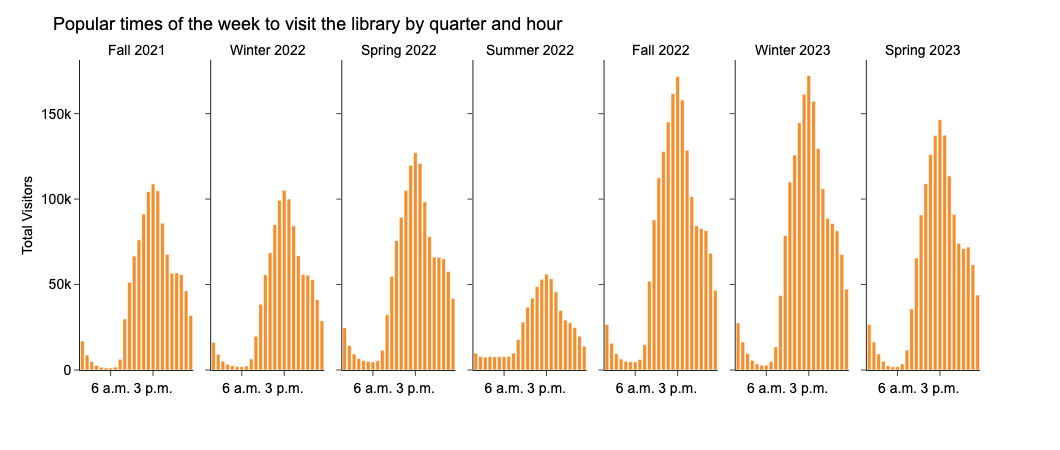 Popular times of the week to visit the library by quarter and hour
Fall 2021 Winter 2022 Spring 2022 Summer 2022 Fall 2022 Winter 2023 Spring 2023
Total Visitors
150k
100k
50k
0
6 a.m. 3 p.m. 6 a.m. 3 p.m. 6 a.m. 3 p.m. 6 a.m. 3 p.m. 6 a.m. 3 p.m. 6 a.m. 3 p.m. 6 a.m. 3 p.m.